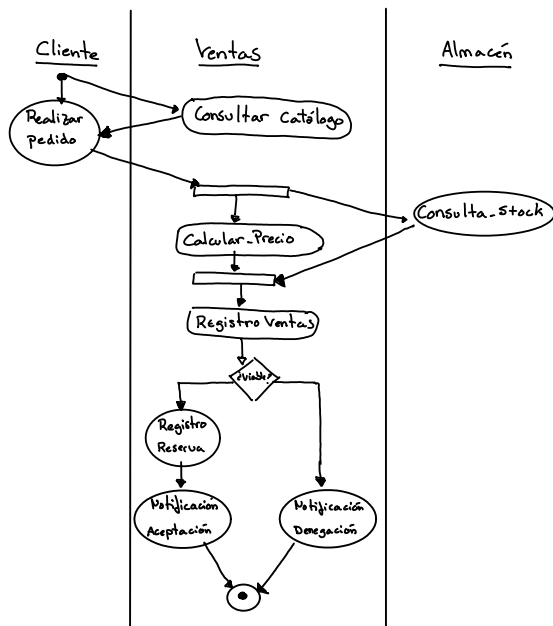 Cliente
Ventas
Almacén
Realizar
pedido
Consultar Catálogo
Consulta_Stock
Calcular_Precio
Registro Ventas
¿Viable?
Registro
Reserva
Notificación
Aceptación
Notificación
Denegación